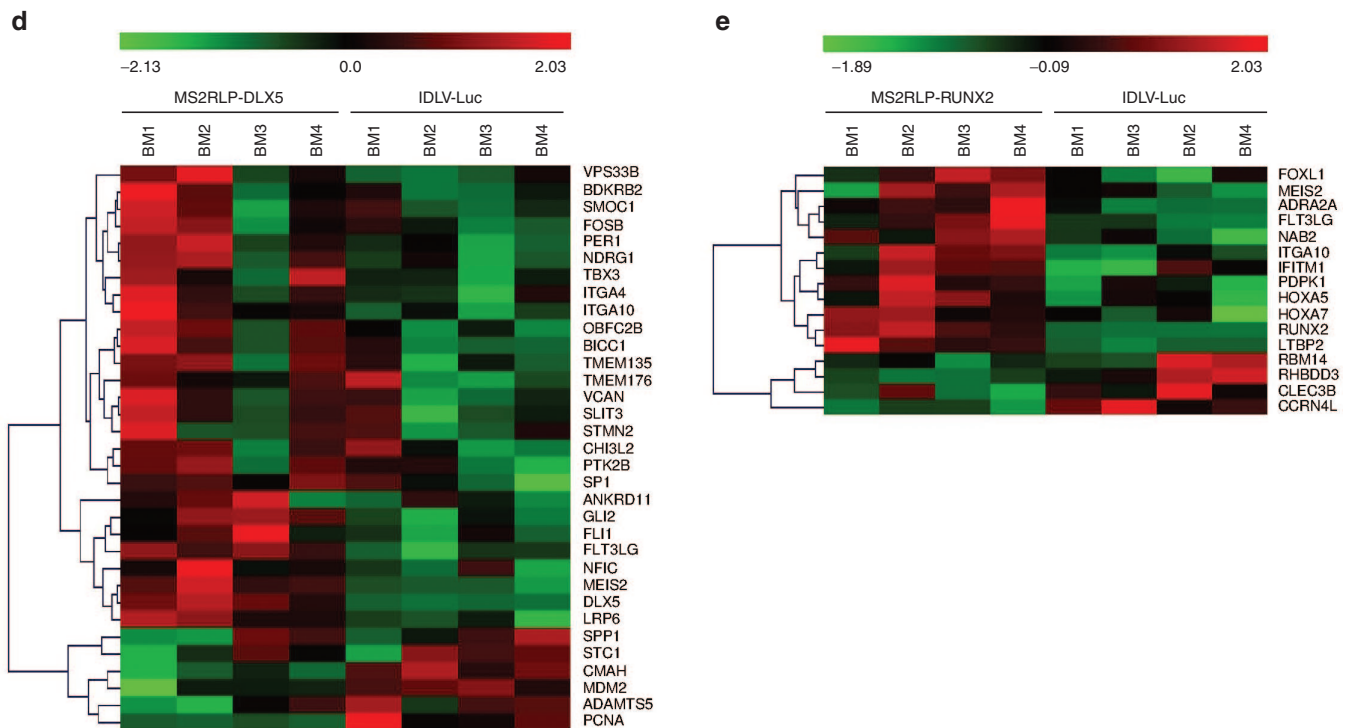 d
−2.13 0.0 2.03
MS2RLP-DLX5 IDLV-Luc
BM1 BM2 BM3 BM4 BM1 BM2 BM3 BM4
VPS33B
BDKRB2
SMOC1
FOSB
PER1
NDRG1
TBX3
ITGA4
ITGA10
OBFC2B
BICC1
TMEM135
TMEM176
VCAN
SLIT3
STMN2
CHI3L2
PTK2B
SP1
ANKRD11
GLI2
FLI1
FLT3LG
NFIC
MEIS2
DLX5
LRP6
SPP1
STC1
CMAH
MDM2
ADAMTS5
PCNA
e
−1.89 −0.09 2.03
MS2RLP-RUNX2 IDLV-Luc
BM1 BM2 BM3 BM4 BM1 BM3 BM2 BM4
FOXL1
MEIS2
ADRA2A
FLT3LG
NAB2
ITGA10
IFITM1
PDPK1
HOXA5
HOXA7
RUNX2
LTBP2
RBM14
RHBDD3
CLEC3B
CCRN4L